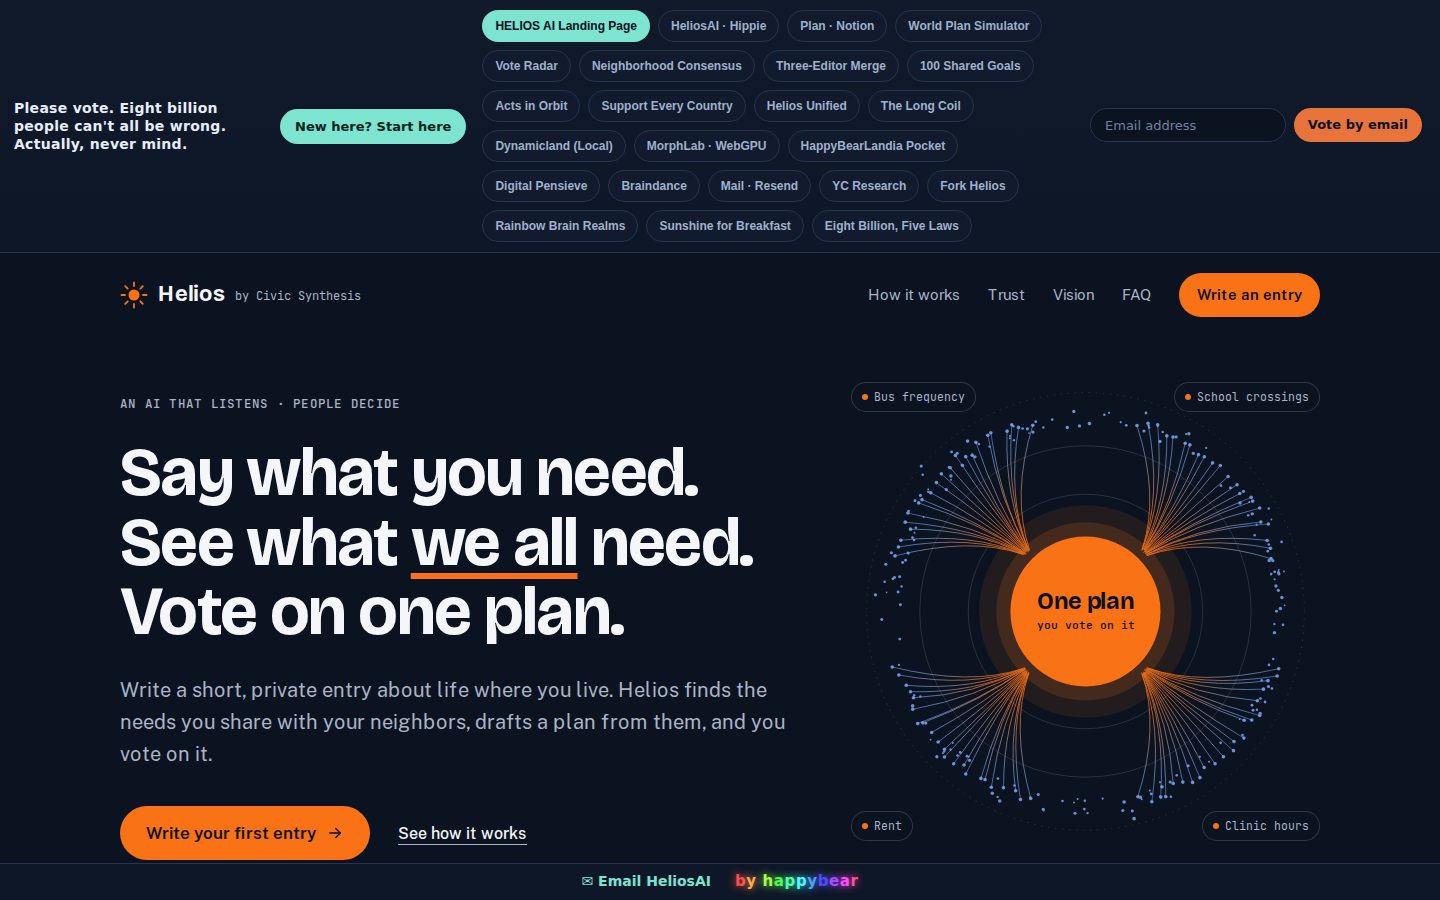 Please vote. Eight billion
people can't all be wrong.
Actually, never mind.
New here? Start here
HELIOS AI Landing Page
HeliosAI · Hippie
Plan · Notion
World Plan Simulator
Vote Radar
Neighborhood Consensus
Three-Editor Merge
100 Shared Goals
Acts in Orbit
Support Every Country
Helios Unified
The Long Coil
Dynamicland (Local)
MorphLab · WebGPU
HappyBearLandia Pocket
Digital Pensieve
Braindance
Mail · Resend
YC Research
Fork Helios
Rainbow Brain Realms
Sunshine for Breakfast
Eight Billion, Five Laws
Email address
Vote by email
Helios by Civic Synthesis
How it works
Trust
Vision
FAQ
Write an entry
AN AI THAT LISTENS · PEOPLE DECIDE
Say what you need.
See what we all need.
Vote on one plan.
Write a short, private entry about life where you live. Helios finds the
needs you share with your neighbors, drafts a plan from them, and you
vote on it.
Write your first entry →
See how it works
Bus frequency
School crossings
One plan
you vote on it
Rent
Clinic hours
✉ Email HeliosAI
by happybear